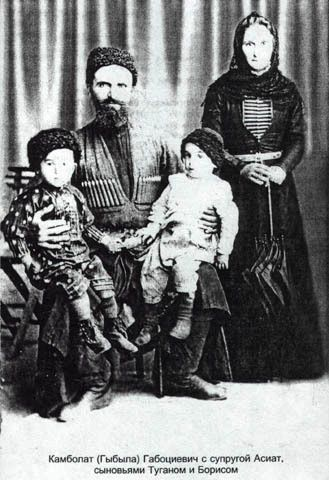 Камболат (Гыбыла) Габоциевич с супругой Асиат,
сыновьями Туганом и Борисом